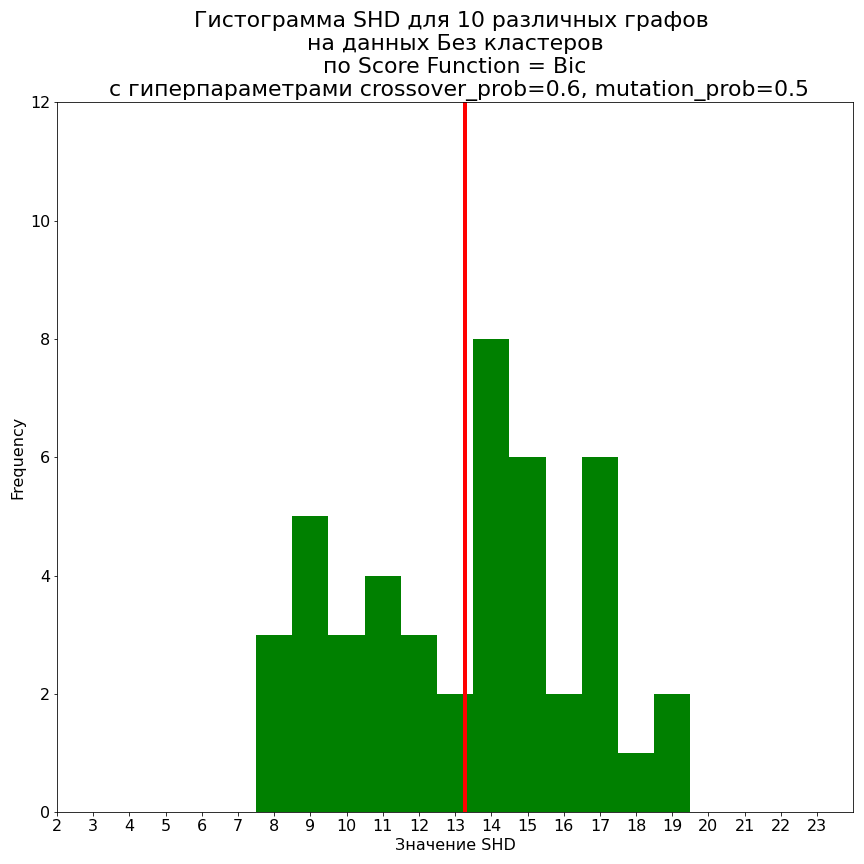 Гистограмма SHD для 10 различных графов
на данных Без кластеров
по Score Function = Bic
с гиперпараметрами crossover_prob=0.6, mutation_prob=0.5
12
10
8
6
4
2
0
Frequency
2 3 4 5 6 7 8 9 10 11 12 13 14 15 16 17 18 19 20 21 22 23
Значение SHD